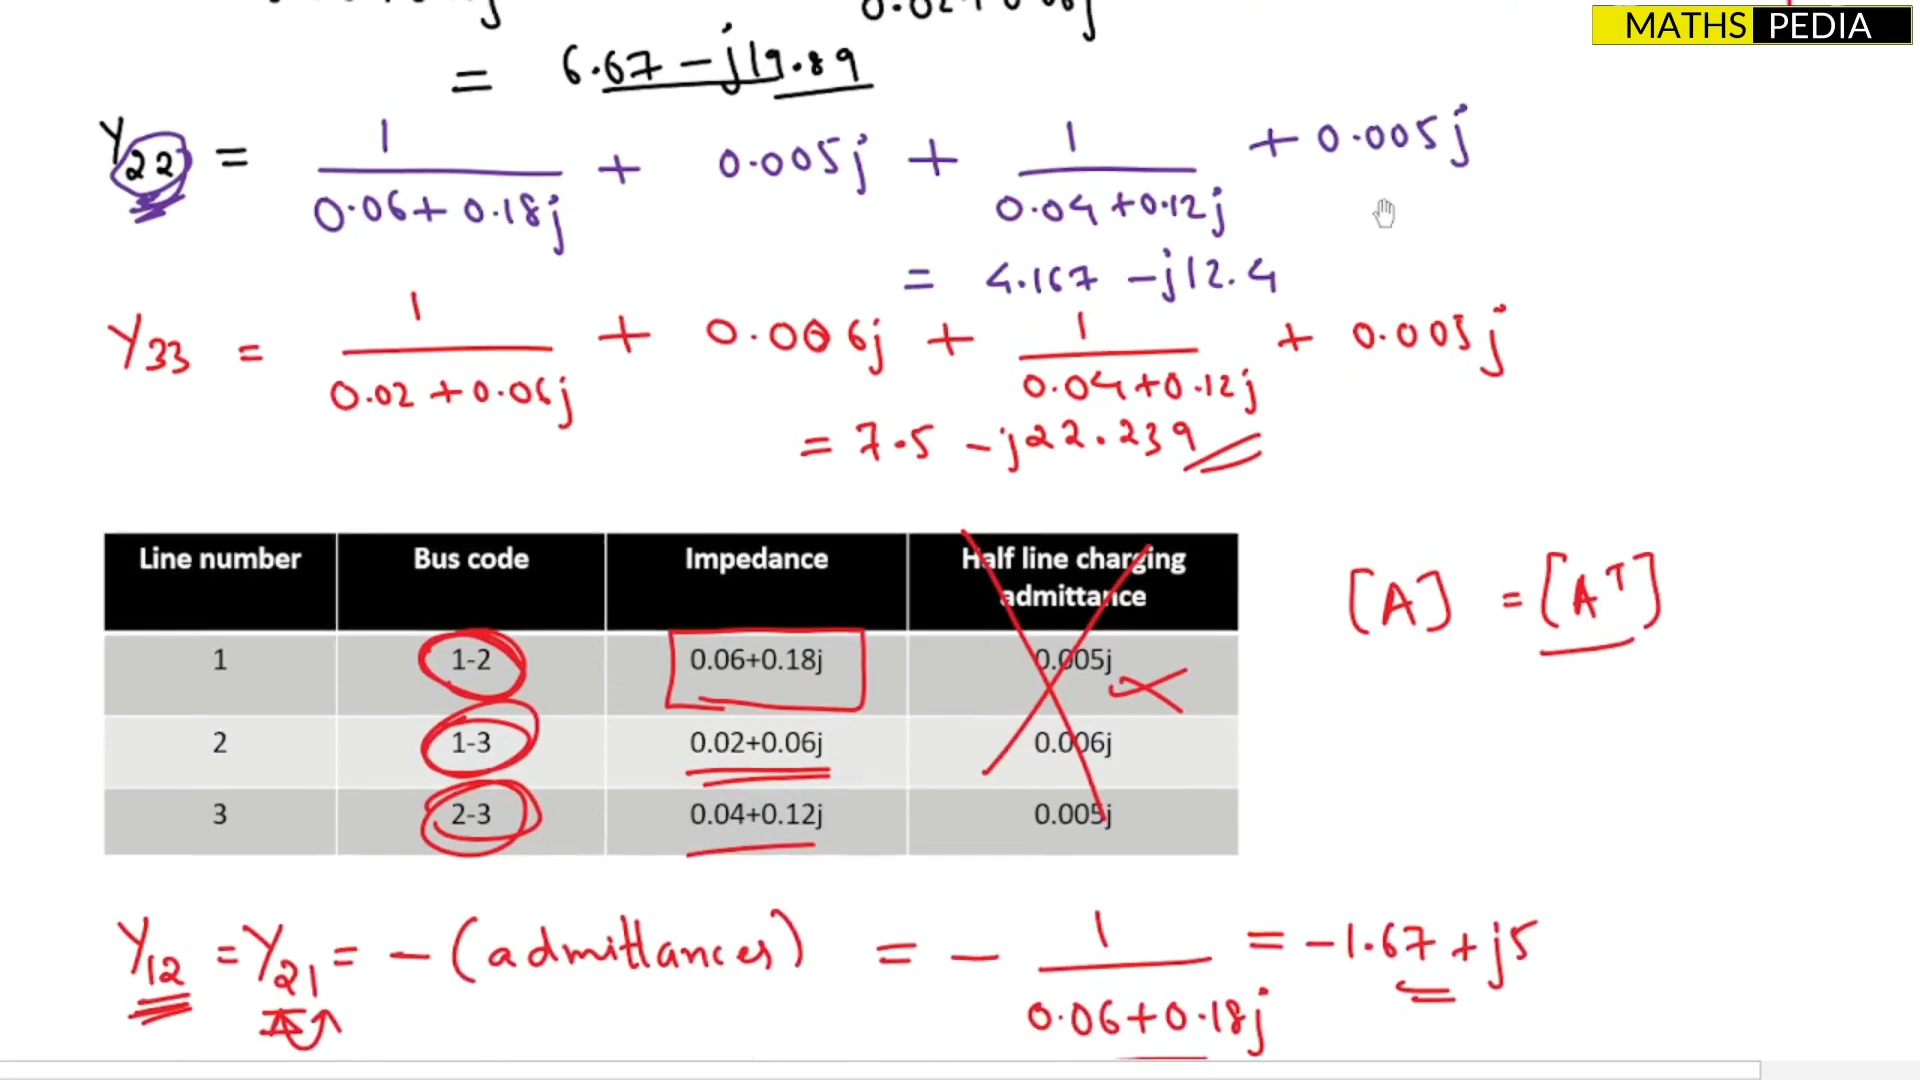 MATHS PEDIA
= 6.67 - j19.89
Y22 = 1/(0.06+0.18j) + 0.005j + 1/(0.04+0.12j) + 0.005j
= 4.167 - j12.4
Y33 = 1/(0.02+0.06j) + 0.006j + 1/(0.04+0.12j) + 0.005j
= 7.5 - j22.239
Line number Bus code Impedance Half line charging admittance
1 1-2 0.06+0.18j 0.005j
2 1-3 0.02+0.06j 0.006j
3 2-3 0.04+0.12j 0.005j
[A] = [A^T]
Y12 = Y21 = - (admittances) = - 1/(0.06+0.18j) = -1.67 + j5